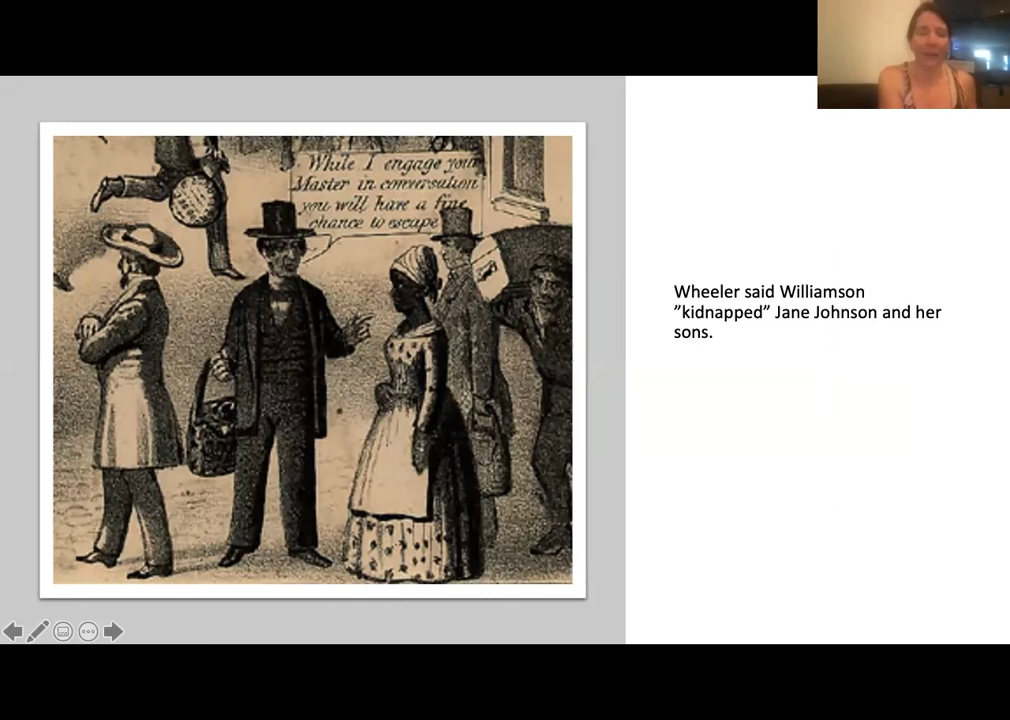 While I engage your
Master in conversation
you will have a fine
chance to escape
Wheeler said Williamson
”kidnapped” Jane Johnson and her
sons.